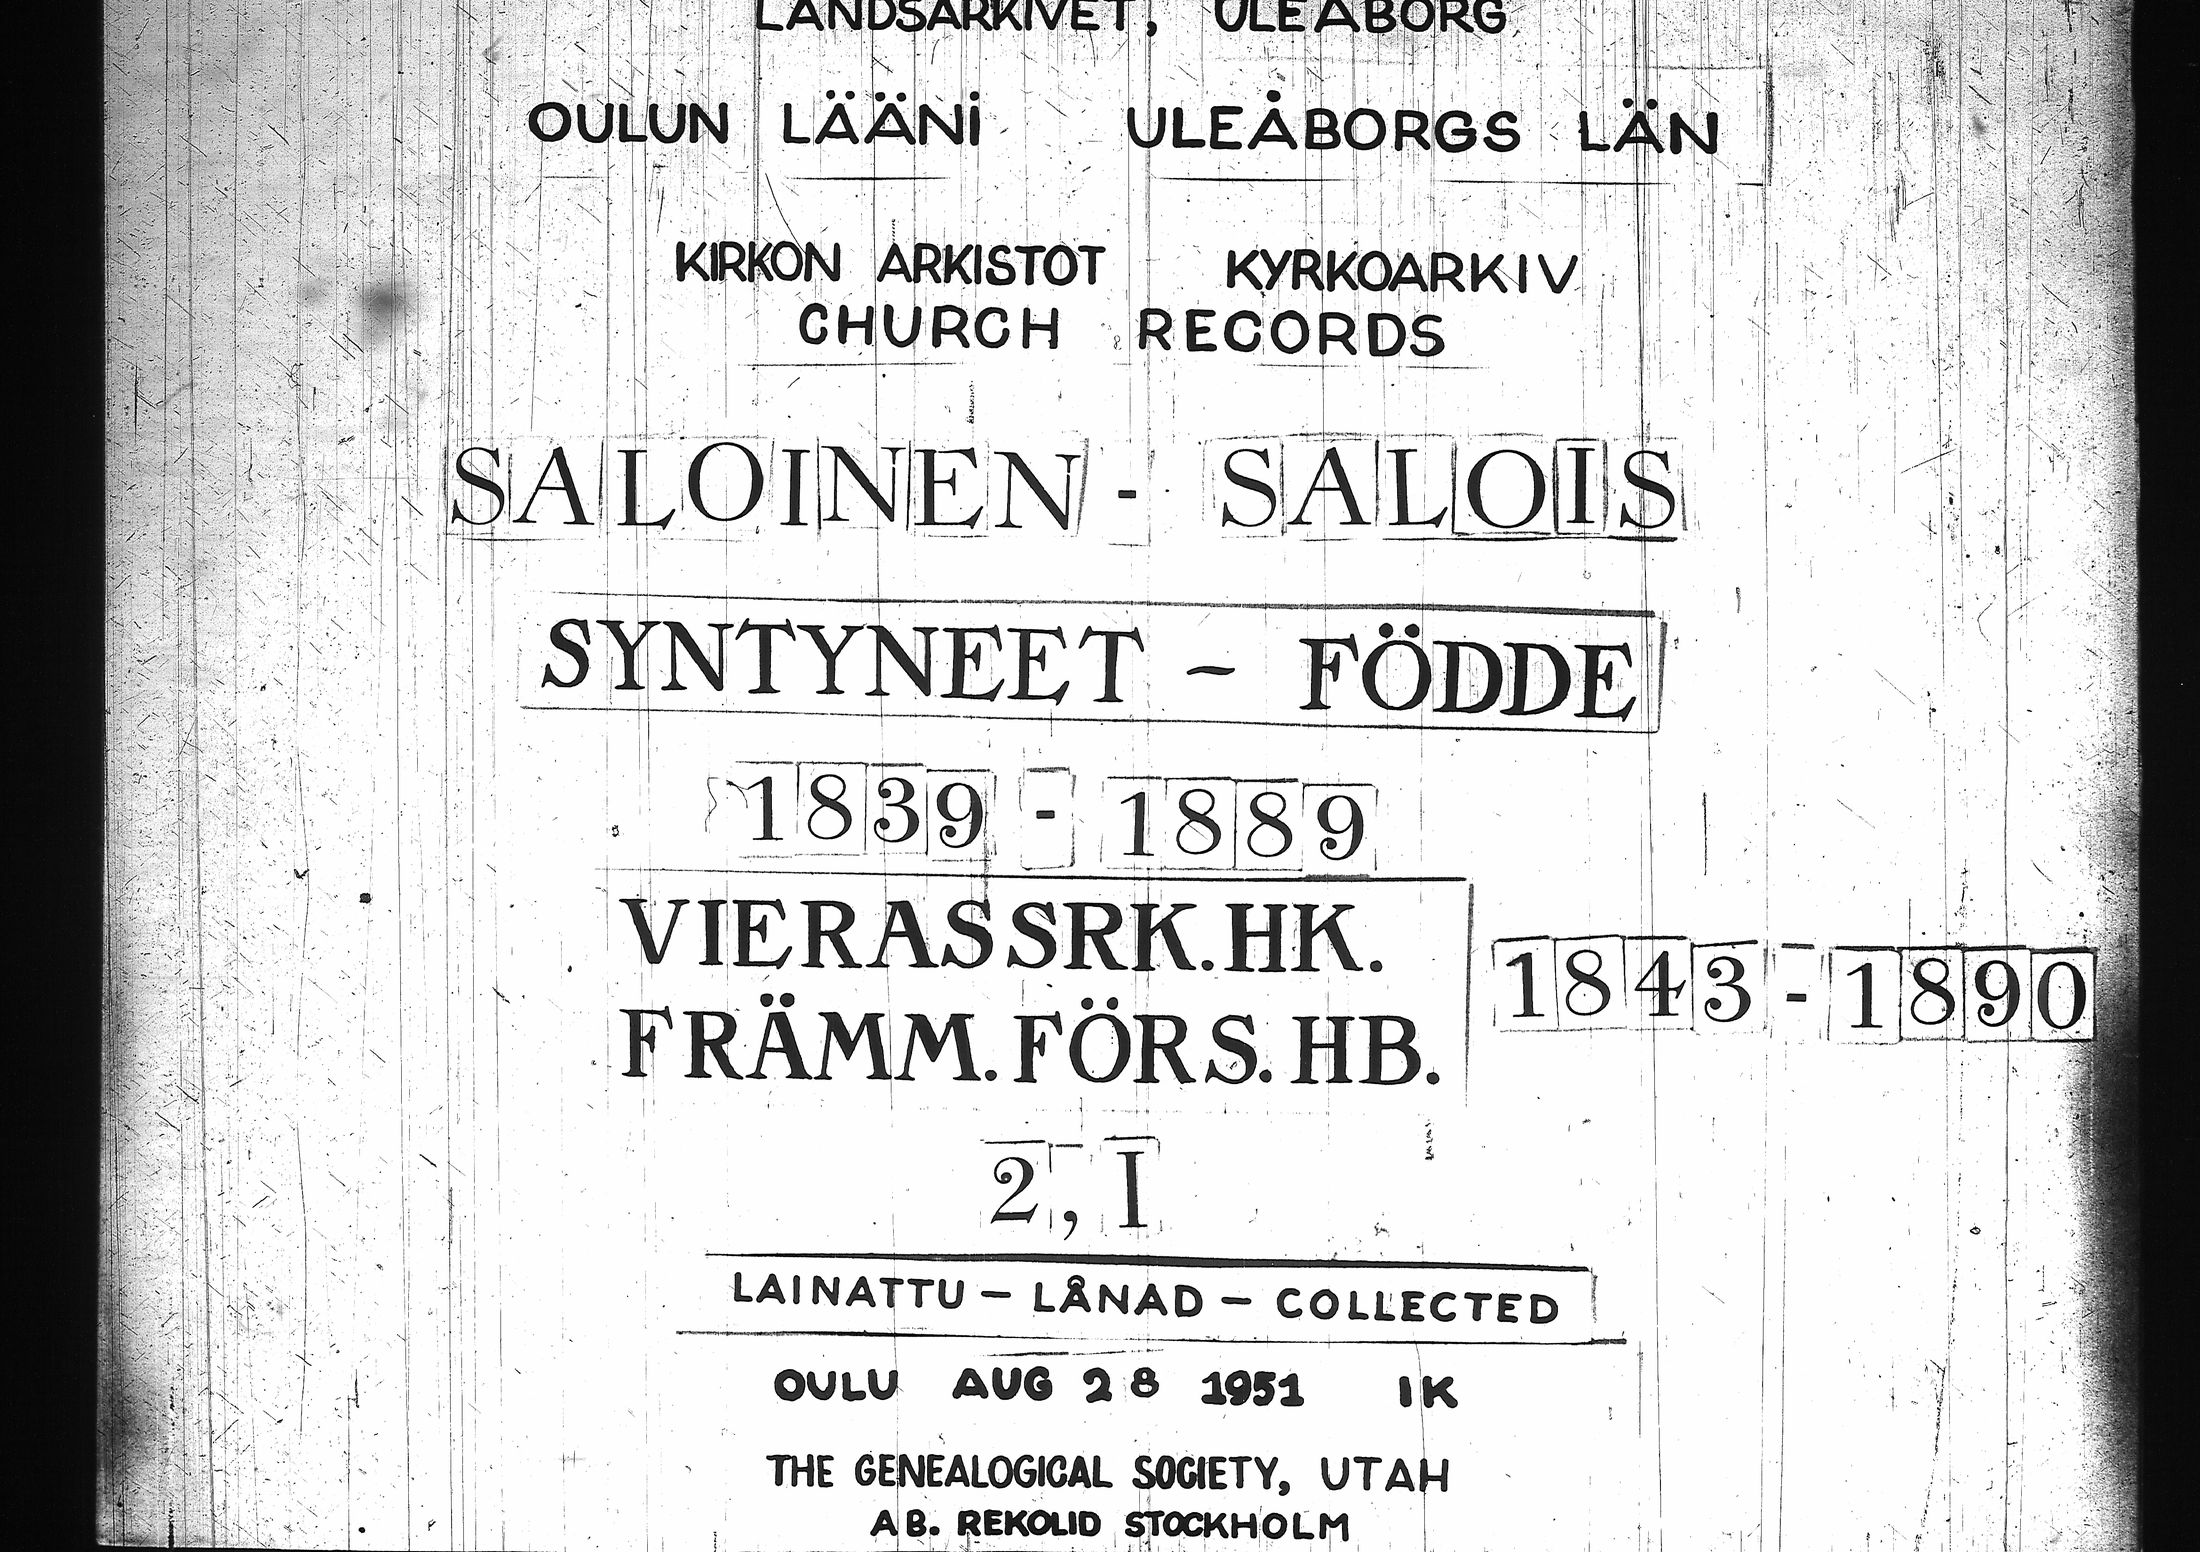 LANDSARKIVET, ULEÅBORG
OULUN LÄÄNI ULEÅBORGS LÄN
KIRKON ARKISTOT KYRKOARKIV
CHURCH RECORDS
SALOINEN - SALOIS
SYNTYNEET - FÖDDE
1839 - 1889
VIERASSRK.HK.
FRÄMM.FÖRS.HB.
1843 - 1890
2, I
LAINATTU - LÅNAD - COLLECTED
OULU AUG 28 1951 IK
THE GENEALOGICAL SOCIETY, UTAH
AB. REKOLID STOCKHOLM